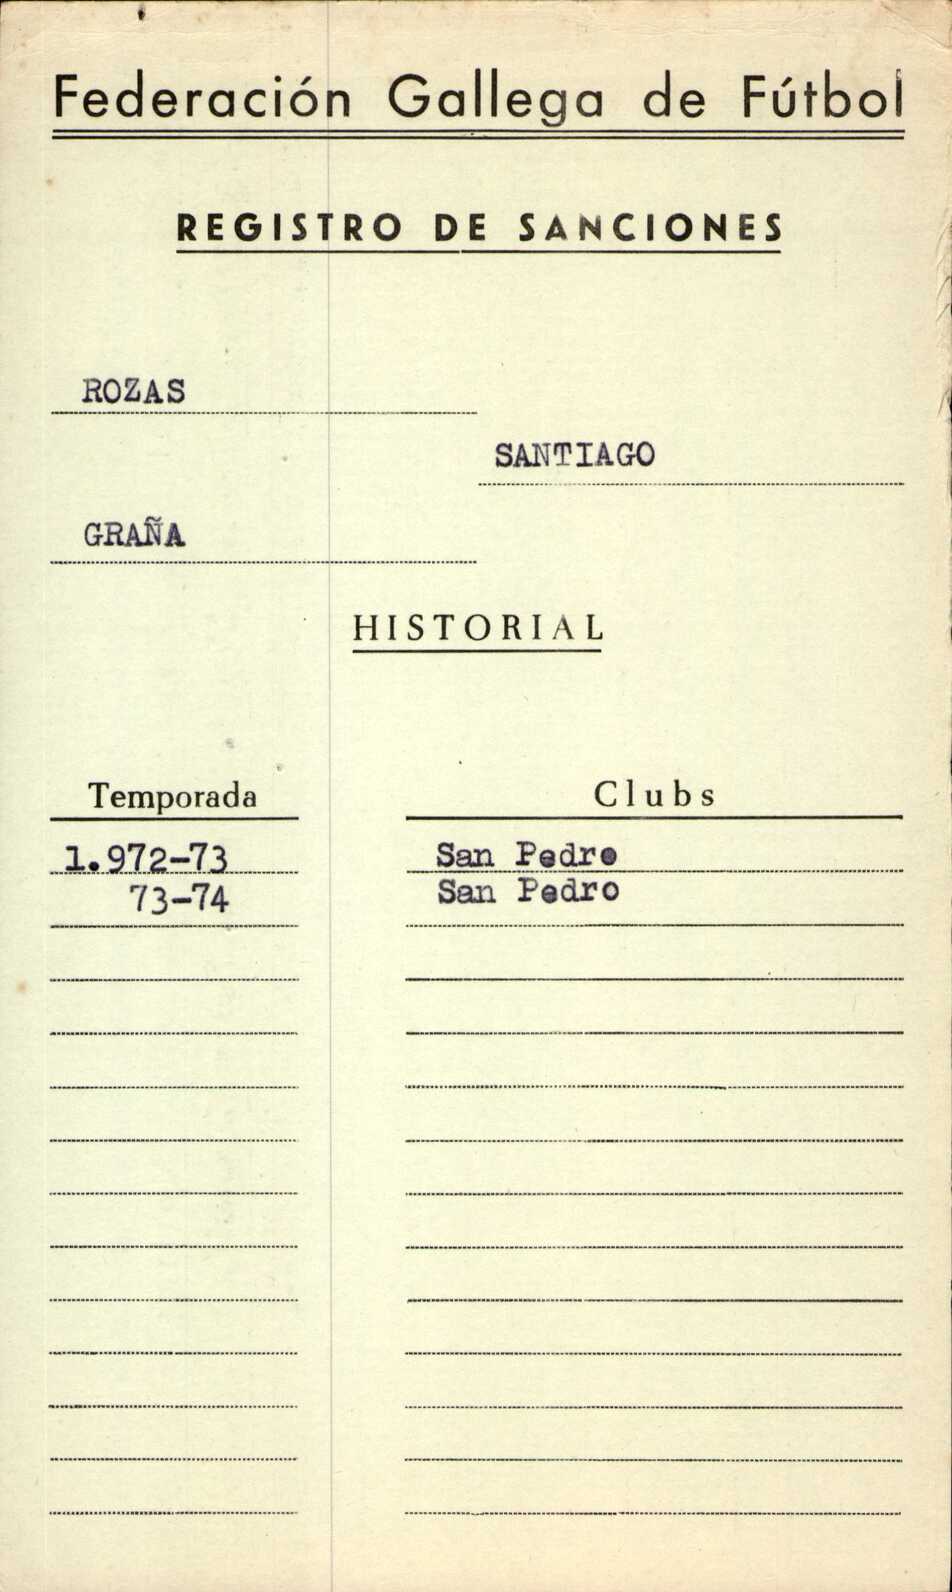 Federación Gallega de Fútbol
REGISTRO DE SANCIONES
ROZAS
SANTIAGO
GRAÑA
HISTORIAL
Temporada Clubs
1.972-73 San Pedro
73-74 San Pedro